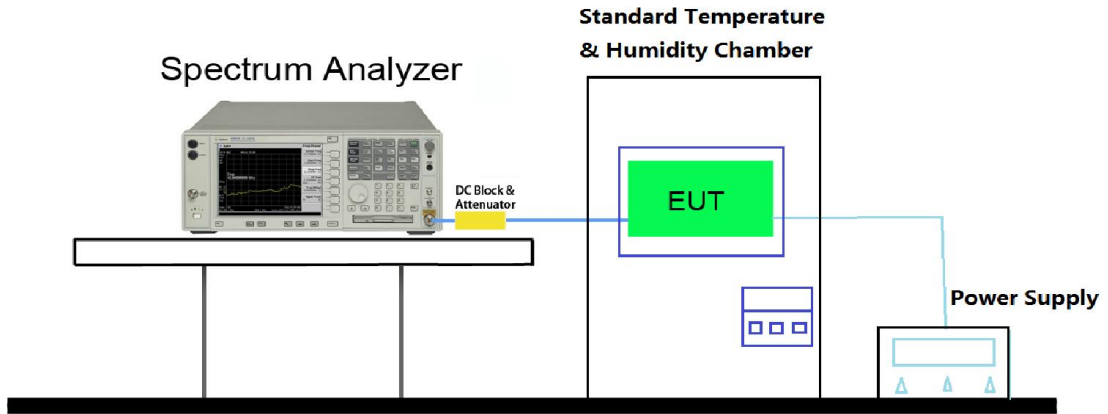 Standard Temperature
& Humidity Chamber
Spectrum Analyzer
DC Block &
Attenuator
EUT
Power Supply